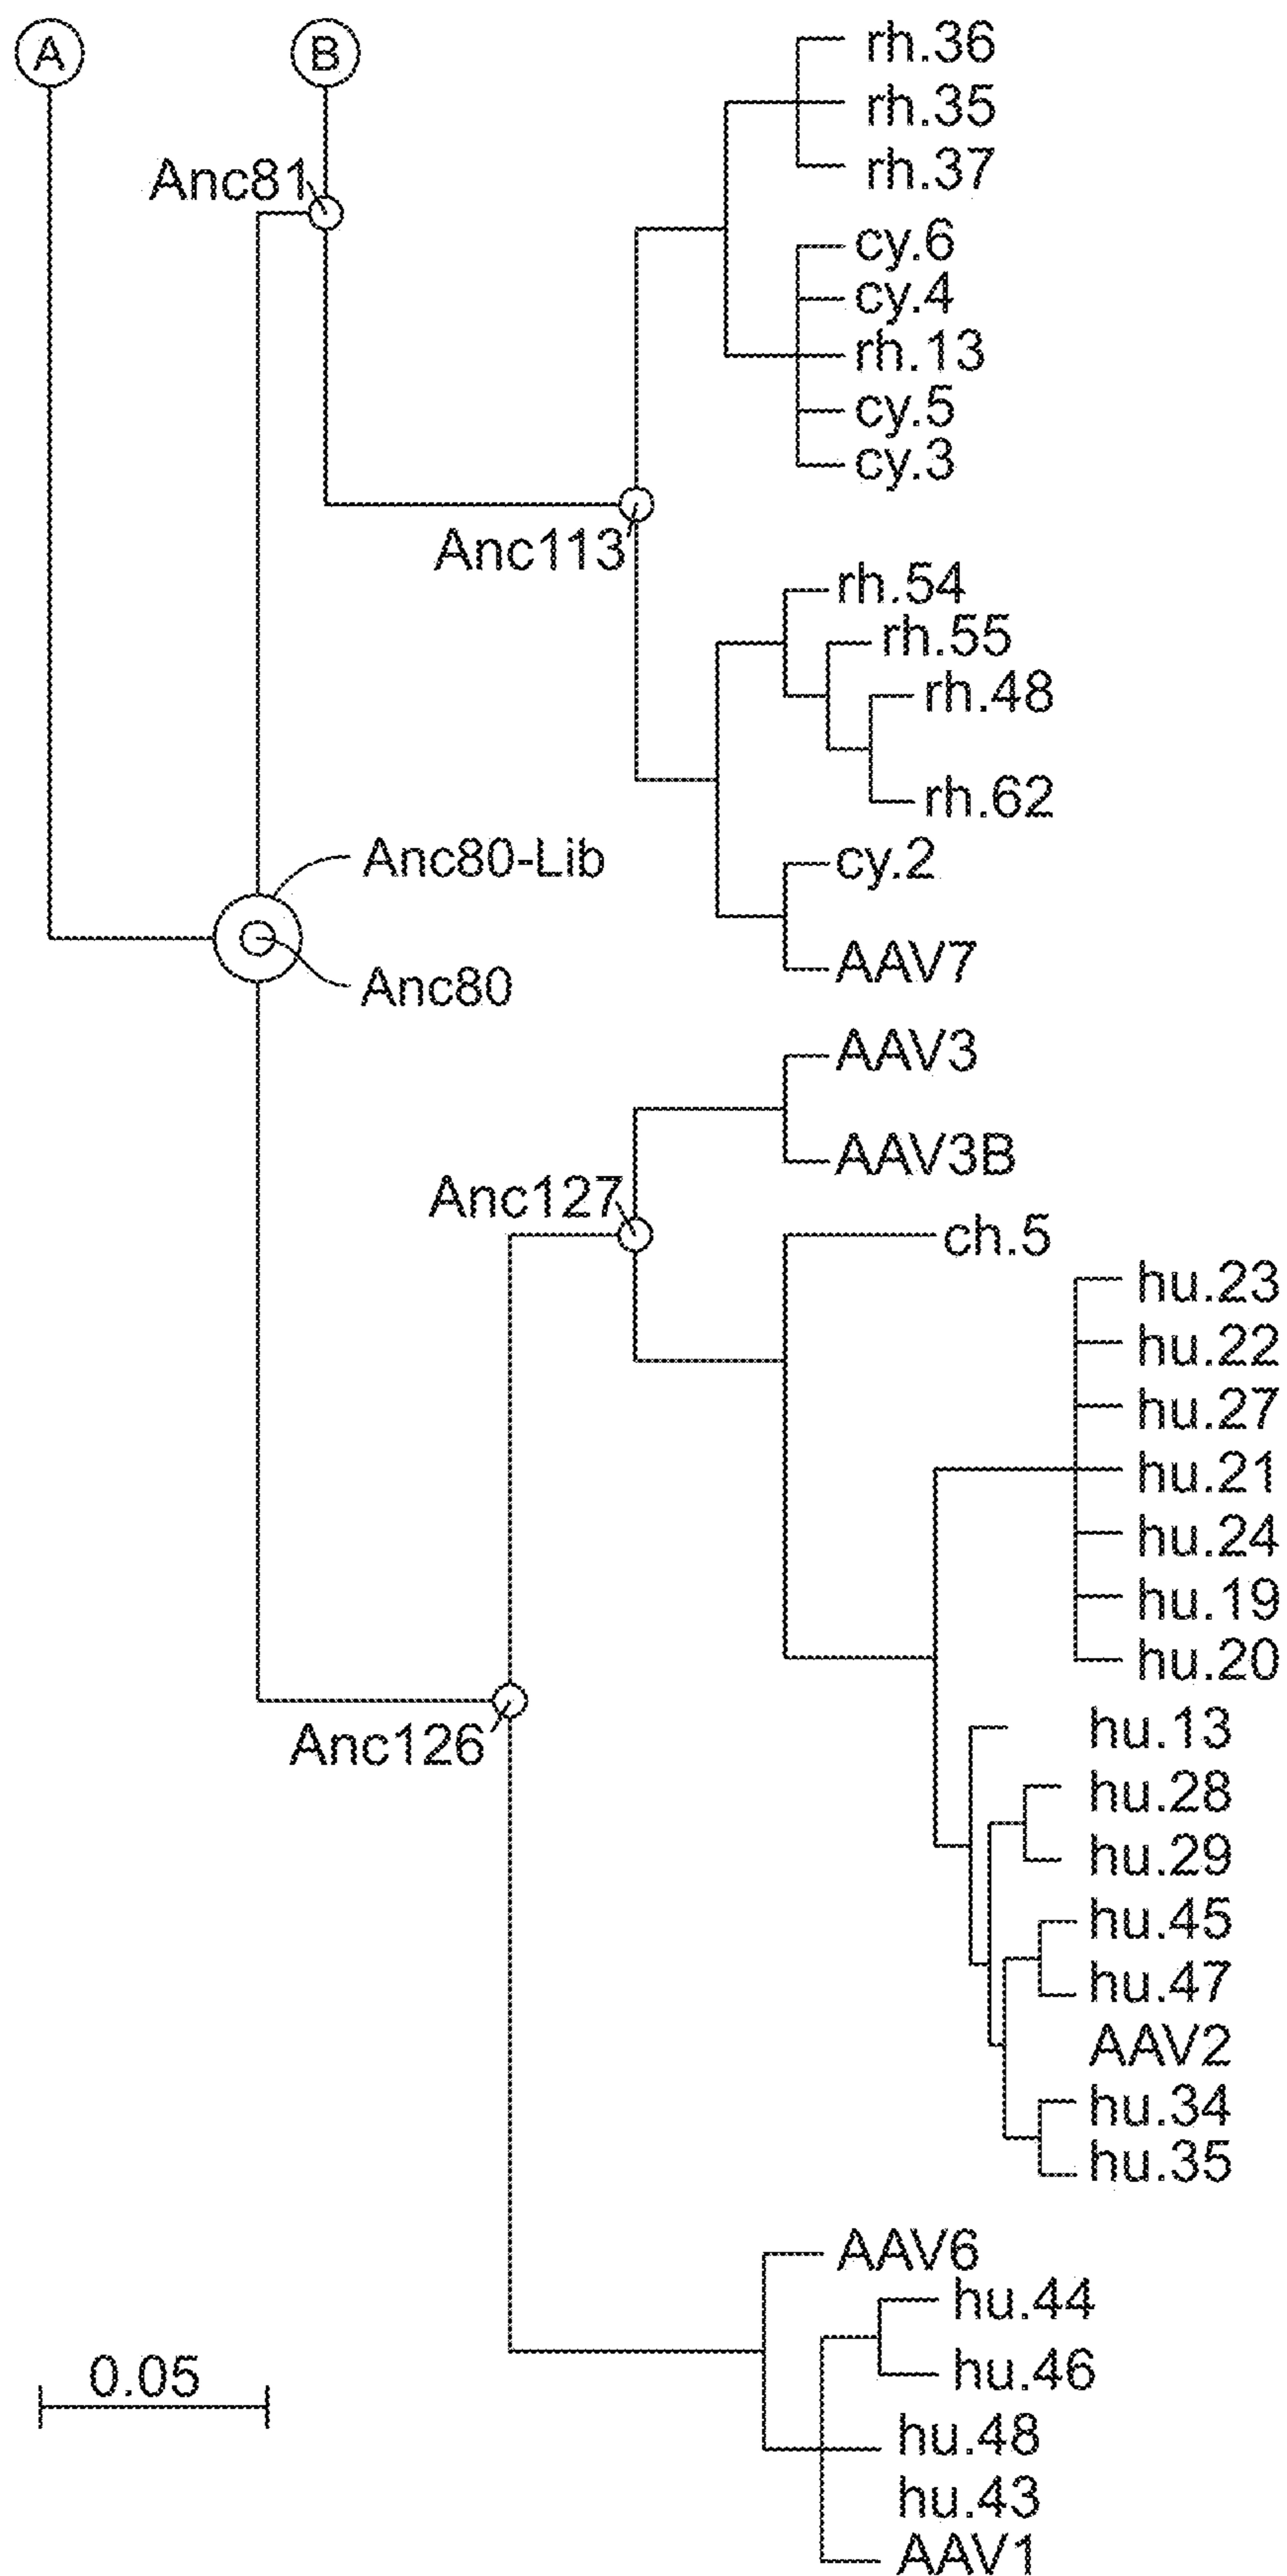 A
B
rh.36
rh.35
Anc81
rh.37
cy.6
cy.4
rh.13
cy.5
cy.3
Anc113
rh.54
rh.55
rh.48
rh.62
Anc80-Lib
cy.2
Anc80
AAV7
AAV3
AAV3B
Anc127
ch.5
hu.23
hu.22
hu.27
hu.21
hu.24
hu.19
hu.20
hu.13
Anc126
hu.28
hu.29
hu.45
hu.47
AAV2
hu.34
hu.35
AAV6
hu.44
0.05
hu.46
hu.48
hu.43
AAV1